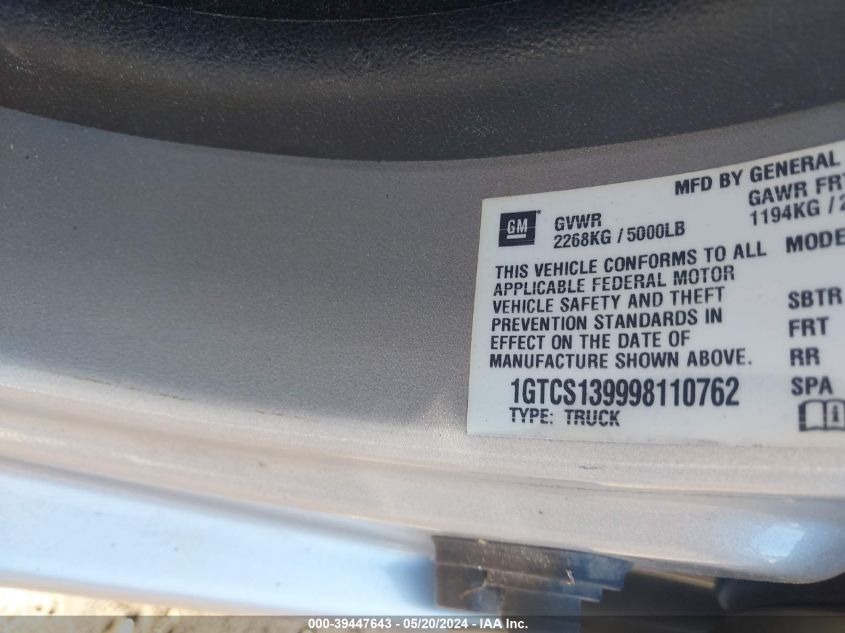 MFD BY GENERAL
GM
GVWR
2268KG / 5000LB
GAWR FRT
1194KG / 2
THIS VEHICLE CONFORMS TO ALL
APPLICABLE FEDERAL MOTOR
VEHICLE SAFETY AND THEFT
PREVENTION STANDARDS IN
EFFECT ON THE DATE OF
MANUFACTURE SHOWN ABOVE.
MODE
SBTR
FRT
RR
SPA
1GTCS139998110762
TYPE: TRUCK
000-39447643 / 05/20/2024 - IAA Inc.